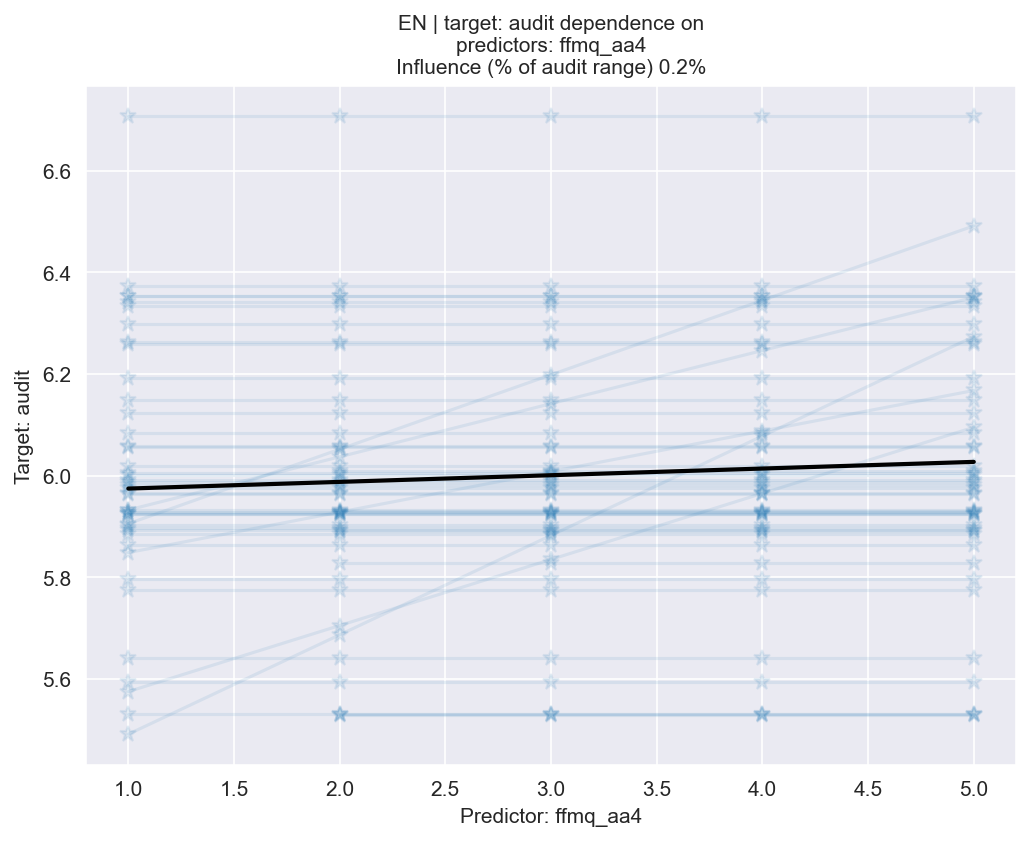 EN | target: audit dependence on
predictors: ffmq_aa4
Influence (% of audit range) 0.2%
Target: audit
6.6
6.4
6.2
6.0
5.8
5.6
1.0 1.5 2.0 2.5 3.0 3.5 4.0 4.5 5.0
Predictor: ffmq_aa4